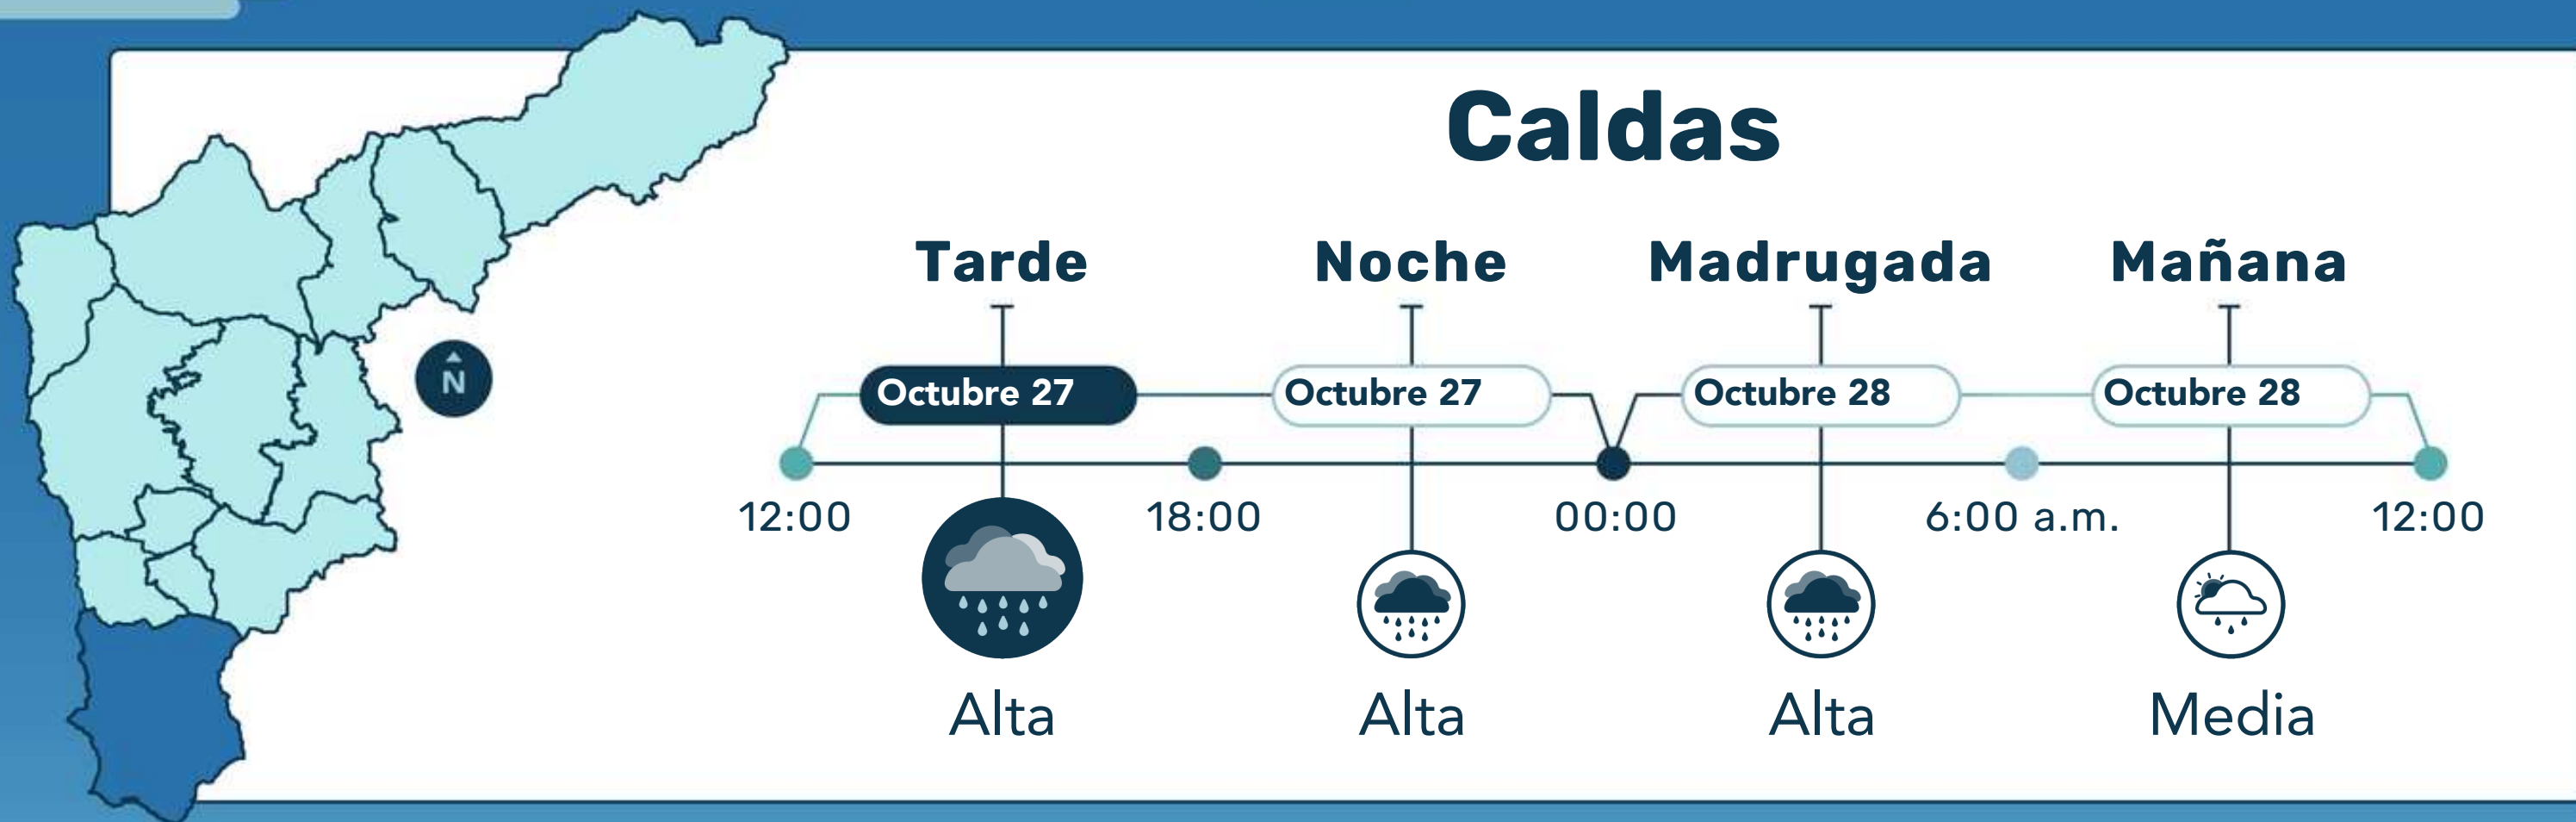 Caldas
Tarde Noche Madrugada Mañana
N
Octubre 27 Octubre 27 Octubre 28 Octubre 28
12:00 18:00 00:00 6:00 a.m. 12:00
Alta Alta Alta Media